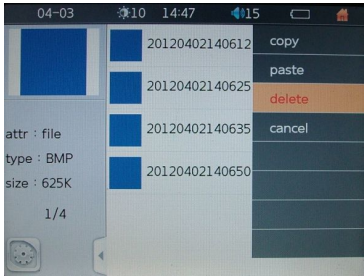 04-03 10 14:47 15
20120402140612
20120402140625
20120402140635
20120402140650
copy
paste
delete
cancel
attr : file
type : BMP
size : 625K
1/4